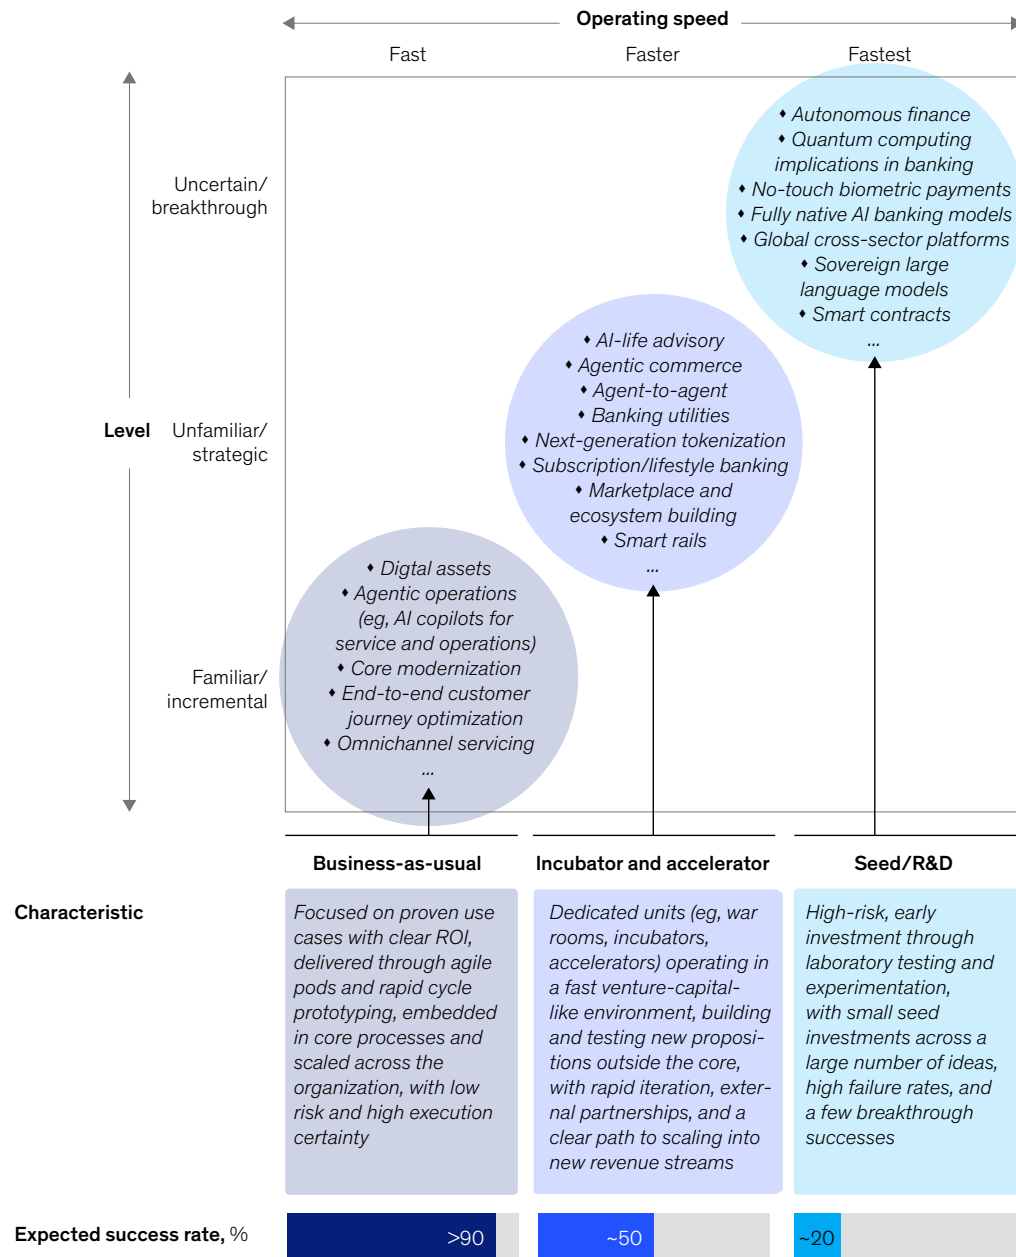 Operating speed
Fast
Faster
Fastest
Level
Uncertain/
breakthrough
Unfamiliar/
strategic
Familiar/
incremental
♦ Autonomous finance
♦ Quantum computing
implications in banking
♦ No-touch biometric payments
♦ Fully native AI banking models
♦ Global cross-sector platforms
♦ Sovereign large
language models
♦ Smart contracts
...
♦ AI-life advisory
♦ Agentic commerce
♦ Agent-to-agent
♦ Banking utilities
♦ Next-generation tokenization
♦ Subscription/lifestyle banking
♦ Marketplace and
ecosystem building
♦ Smart rails
...
♦ Digtal assets
♦ Agentic operations
(eg, AI copilots for
service and operations)
♦ Core modernization
♦ End-to-end customer
journey optimization
♦ Omnichannel servicing
...
Business-as-usual
Incubator and accelerator
Seed/R&D
Characteristic
Focused on proven use
cases with clear ROI,
delivered through agile
pods and rapid cycle
prototyping, embedded
in core processes and
scaled across the
organization, with low
risk and high execution
certainty
Dedicated units (eg, war
rooms, incubators,
accelerators) operating in
a fast venture-capital-
like environment, building
and testing new proposi-
tions outside the core,
with rapid iteration, exter-
nal partnerships, and a
clear path to scaling into
new revenue streams
High-risk, early
investment through
laboratory testing and
experimentation,
with small seed
investments across a
large number of ideas,
high failure rates, and
a few breakthrough
successes
Expected success rate, %
>90
~50
~20